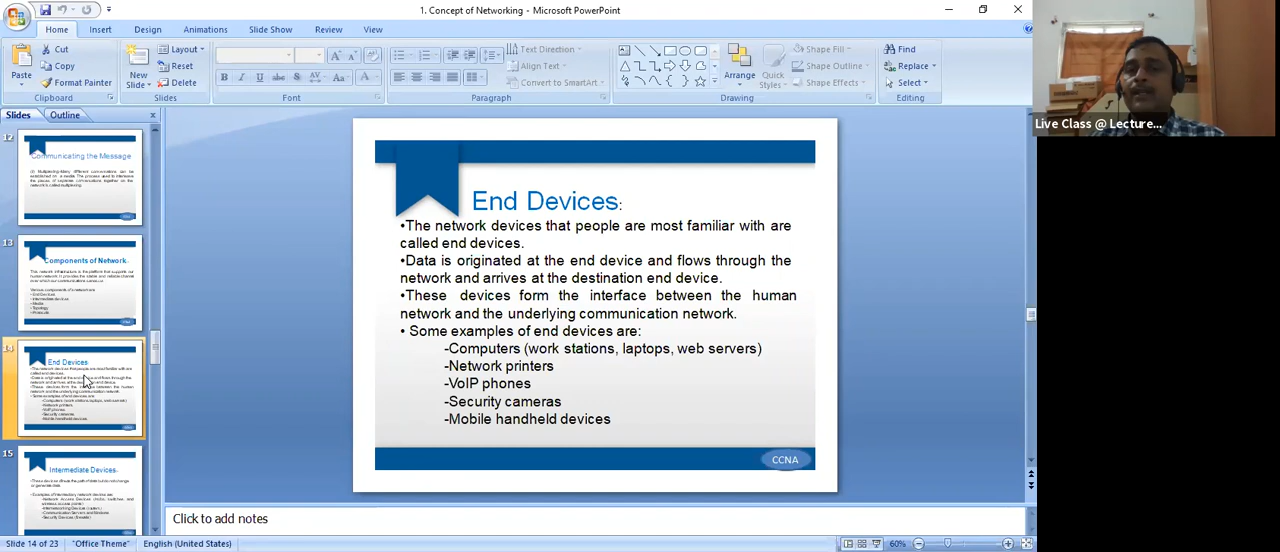 1. Concept of Networking - Microsoft PowerPoint
Home Insert Design Animations Slide Show Review View
Paste
Cut
Copy
Format Painter
Clipboard
New Slide
Layout
Reset
Delete
Slides
Font
Paragraph
Text Direction
Align Text
Convert to SmartArt
Arrange
Quick Styles
Shape Fill
Shape Outline
Shape Effects
Drawing
Find
Replace
Select
Editing
Live Class @ Lecture...
Slides Outline
12
Communicating the Message
13
Components of Network
14
End Devices
15
Intermediate Devices
End Devices:
•The network devices that people are most familiar with are
called end devices.
•Data is originated at the end device and flows through the
network and arrives at the destination end device.
•These devices form the interface between the human
network and the underlying communication network.
• Some examples of end devices are:
-Computers (work stations, laptops, web servers)
-Network printers
-VoIP phones
-Security cameras
-Mobile handheld devices
CCNA
Click to add notes
Slide 14 of 23 "Office Theme" English (United States) 60%